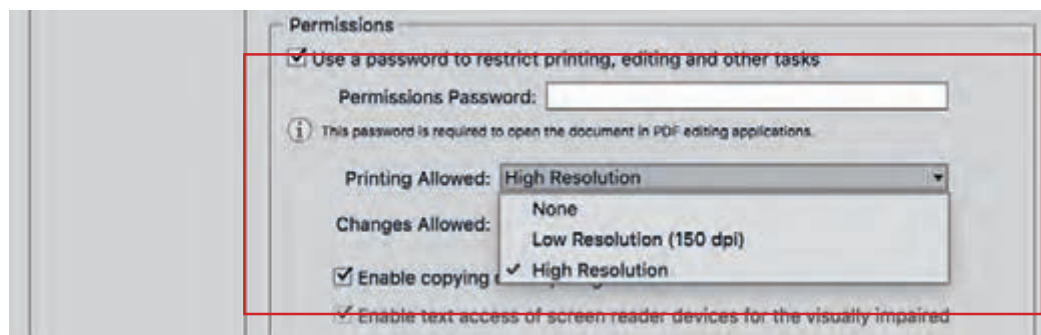 Permissions
Use a password to restrict printing, editing and other tasks
Permissions Password:
This password is required to open the document in PDF editing applications.
Printing Allowed: High Resolution
None
Changes Allowed:
Low Resolution (150 dpi)
High Resolution
Enable copying
Enable text access of screen reader devices for the visually impaired